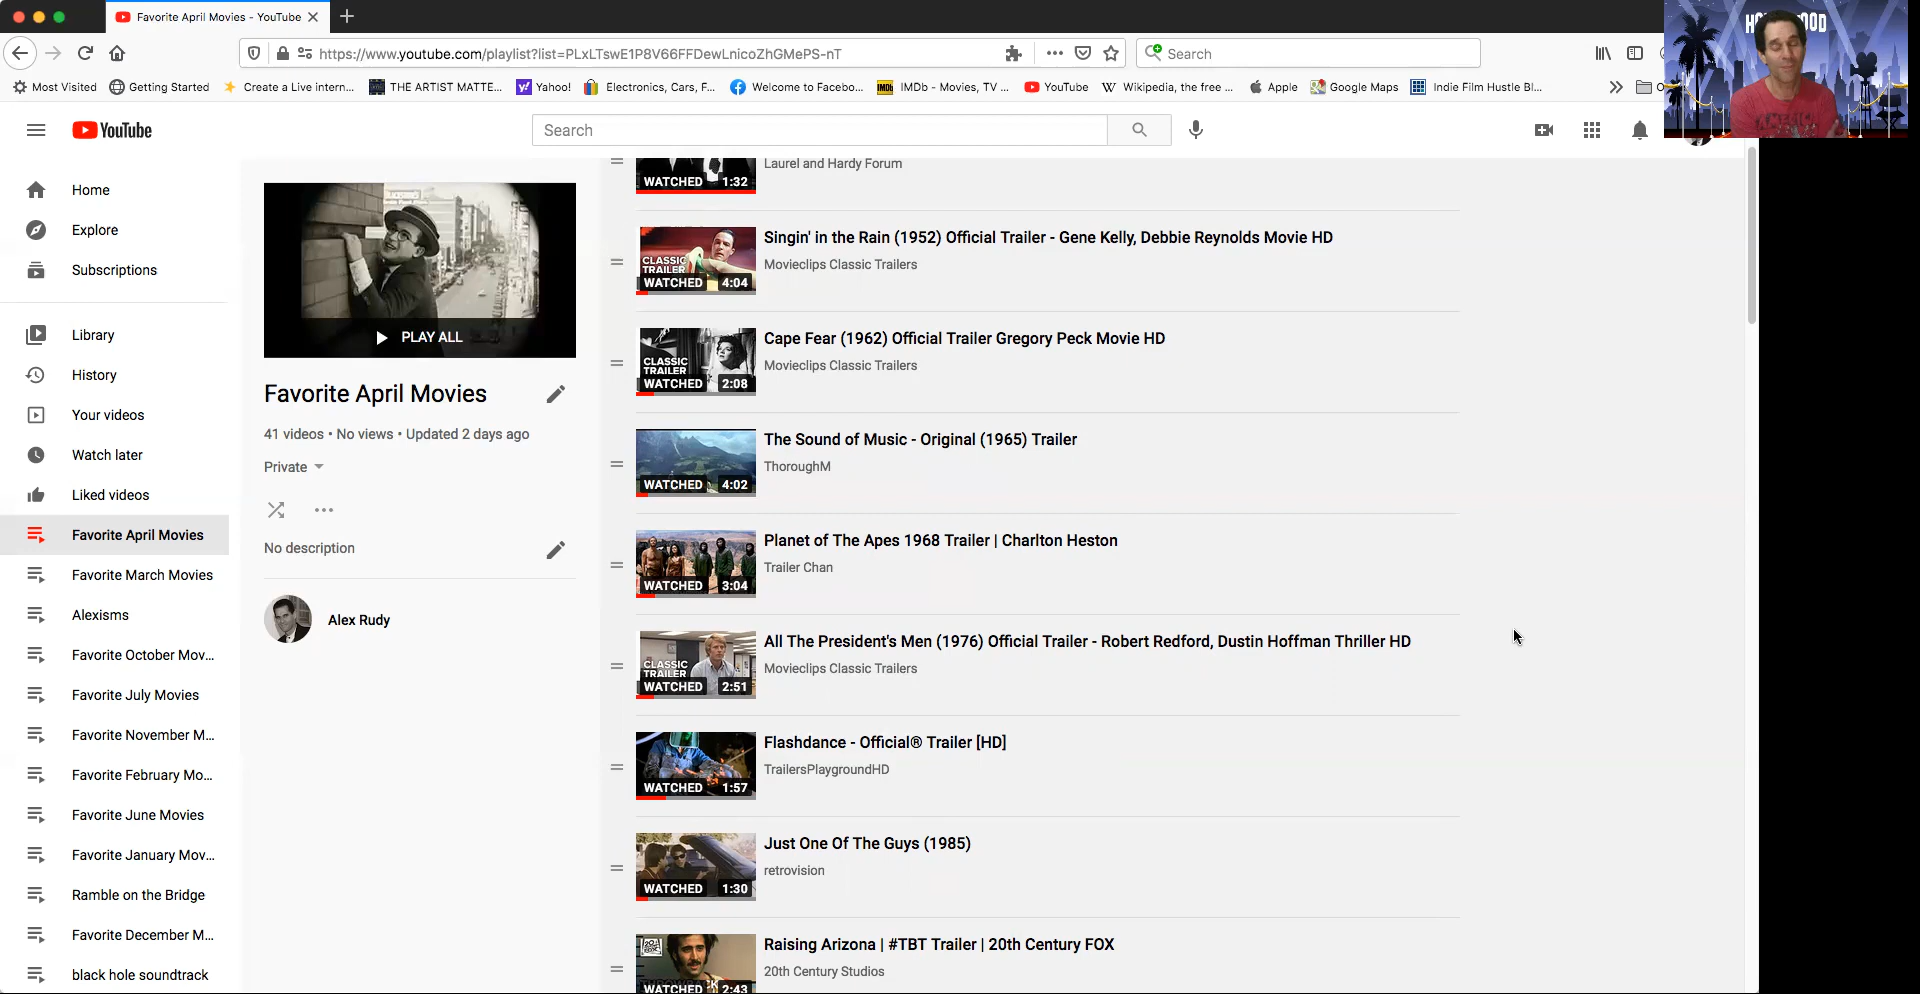 Favorite April Movies - YouTube
https://www.youtube.com/playlist?list=PLxLTswE1P8V66FFDewLnicoZhGMePS-nT
Search
Most Visited
Getting Started
Create a Live intern...
THE ARTIST MATTE...
Yahoo!
Electronics, Cars, F...
Welcome to Facebo...
IMDb - Movies, TV ...
YouTube
Wikipedia, the free ...
Apple
Google Maps
Indie Film Hustle Bl...
YouTube
Search
Home
Explore
Subscriptions
Library
History
Your videos
Watch later
Liked videos
Favorite April Movies
Favorite March Movies
Alexisms
Favorite October Mov...
Favorite July Movies
Favorite November M...
Favorite February Mo...
Favorite June Movies
Favorite January Mov...
Ramble on the Bridge
Favorite December M...
black hole soundtrack
PLAY ALL
Favorite April Movies
41 videos • No views • Updated 2 days ago
Private
No description
Alex Rudy
WATCHED 1:32
Laurel and Hardy Forum
CLASSIC
TRAILER
WATCHED 4:04
Singin' in the Rain (1952) Official Trailer - Gene Kelly, Debbie Reynolds Movie HD
Movieclips Classic Trailers
CLASSIC
TRAILER
WATCHED 2:08
Cape Fear (1962) Official Trailer Gregory Peck Movie HD
Movieclips Classic Trailers
WATCHED 4:02
The Sound of Music - Original (1965) Trailer
ThoroughM
WATCHED 3:04
Planet of The Apes 1968 Trailer | Charlton Heston
Trailer Chan
CLASSIC
TRAILER
WATCHED 2:51
All The President's Men (1976) Official Trailer - Robert Redford, Dustin Hoffman Thriller HD
Movieclips Classic Trailers
WATCHED 1:57
Flashdance - Official® Trailer [HD]
TrailersPlaygroundHD
WATCHED 1:30
Just One Of The Guys (1985)
retrovision
WATCHED 2:43
Raising Arizona | #TBT Trailer | 20th Century FOX
20th Century Studios